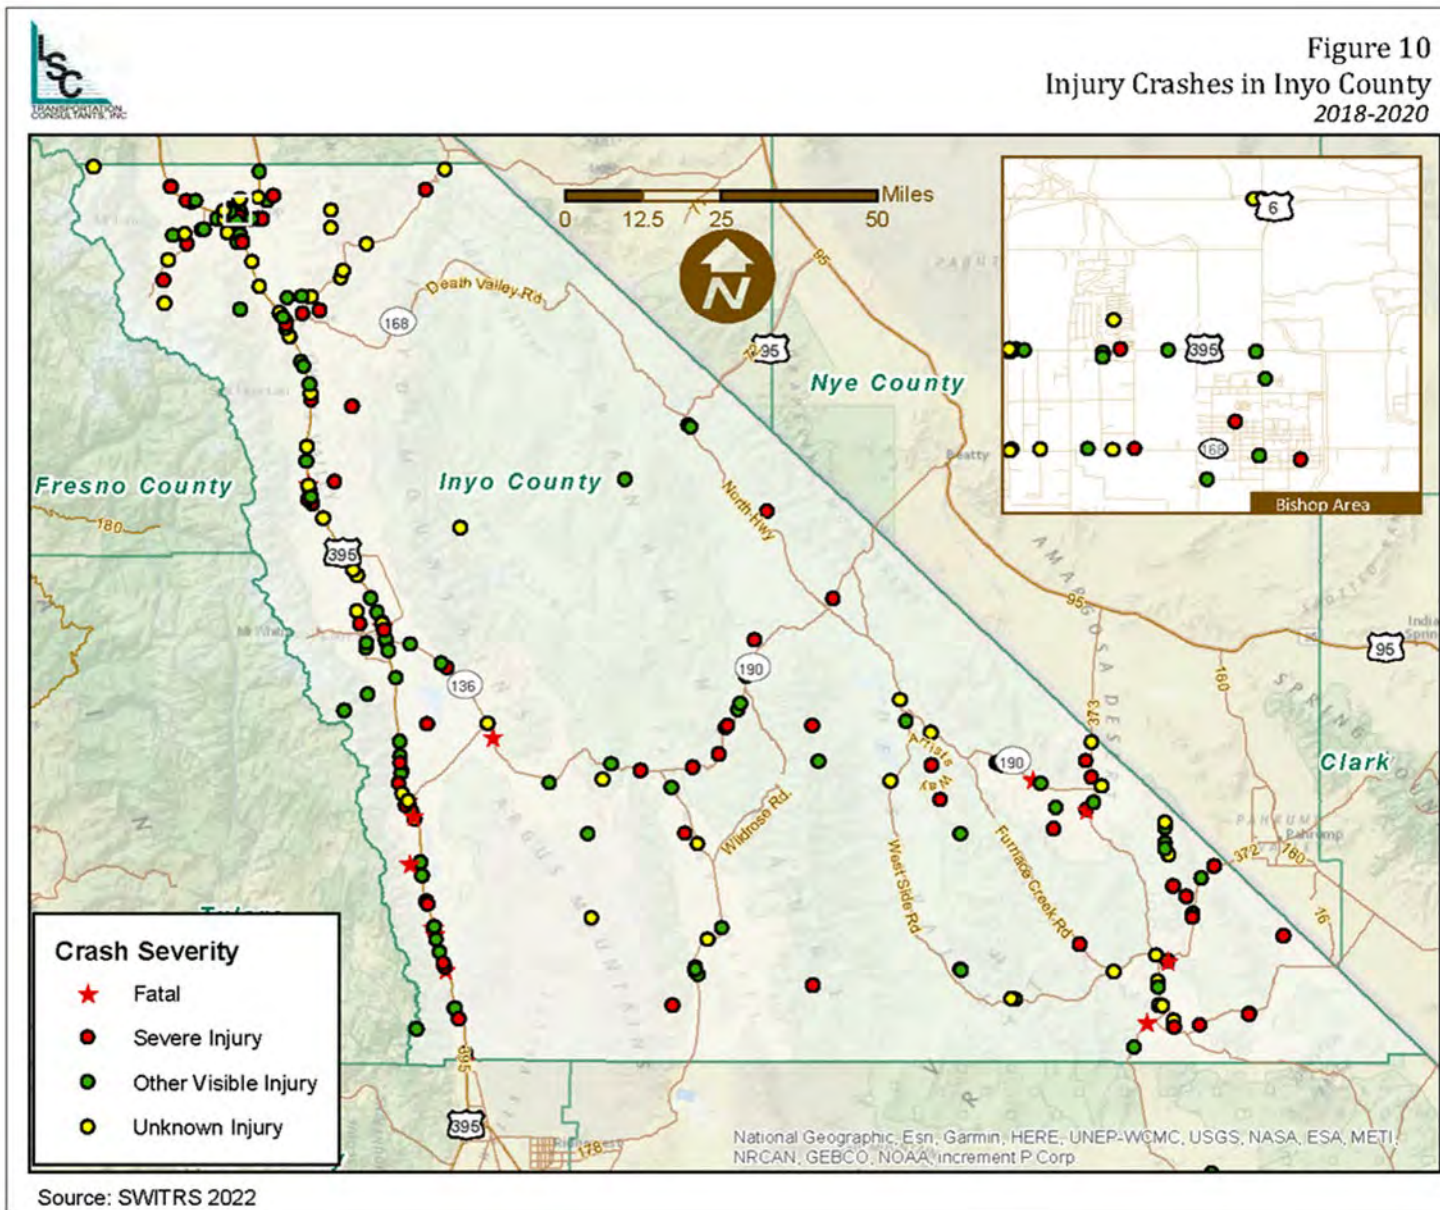 LSC
TRANSPORTATION
CONSULTANTS, INC
Figure 10
Injury Crashes in Inyo County
2018-2020
Miles
0 12.5 25 50
N
6
395
168
Bishop Area
Death Valley Rd
168
95
72
95
Nye County
Beatty
Fresno County
180
Inyo County
North Hwy
395
AMARGOSA DES
95
95
SPRING
160
373
136
190
190
Artists
Way
Clark
Pahrump
372
160
16
Wildrose Rd.
West Side Rd
Furnace Creek Rd
Crash Severity
Fatal
Severe Injury
Other Visible Injury
Unknown Injury
395
395
178
National Geographic, Esri, Garmin, HERE, UNEP-WCMC, USGS, NASA, ESA, METI,
NRCAN, GEBCO, NOAA, increment P Corp
Source: SWITRS 2022